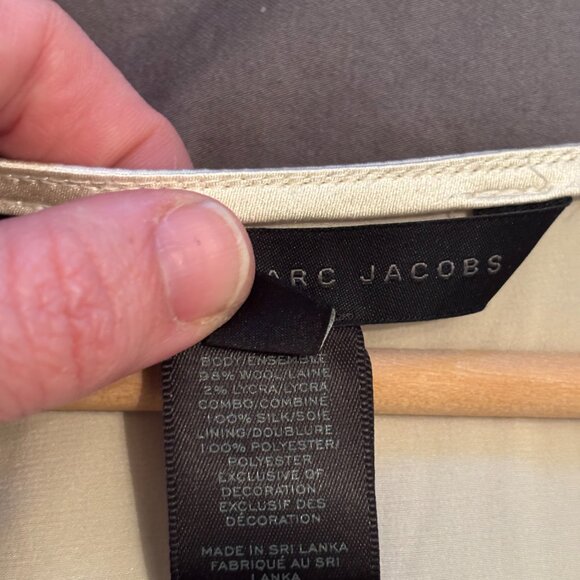 ARC JACOBS
BODY/ENSEMBLE
98% WOOL/LAINE
2% LYCRA/LYCRA
COMBO/COMBINÉ
100% SILK/SOIE
LINING/DOUBLURE
100% POLYESTER/
POLYESTER
EXCLUSIVE OF
DECORATION/
EXCLUSIF DES
DÉCORATION
MADE IN SRI LANKA
FABRIQUÉ AU SRI
LANKA